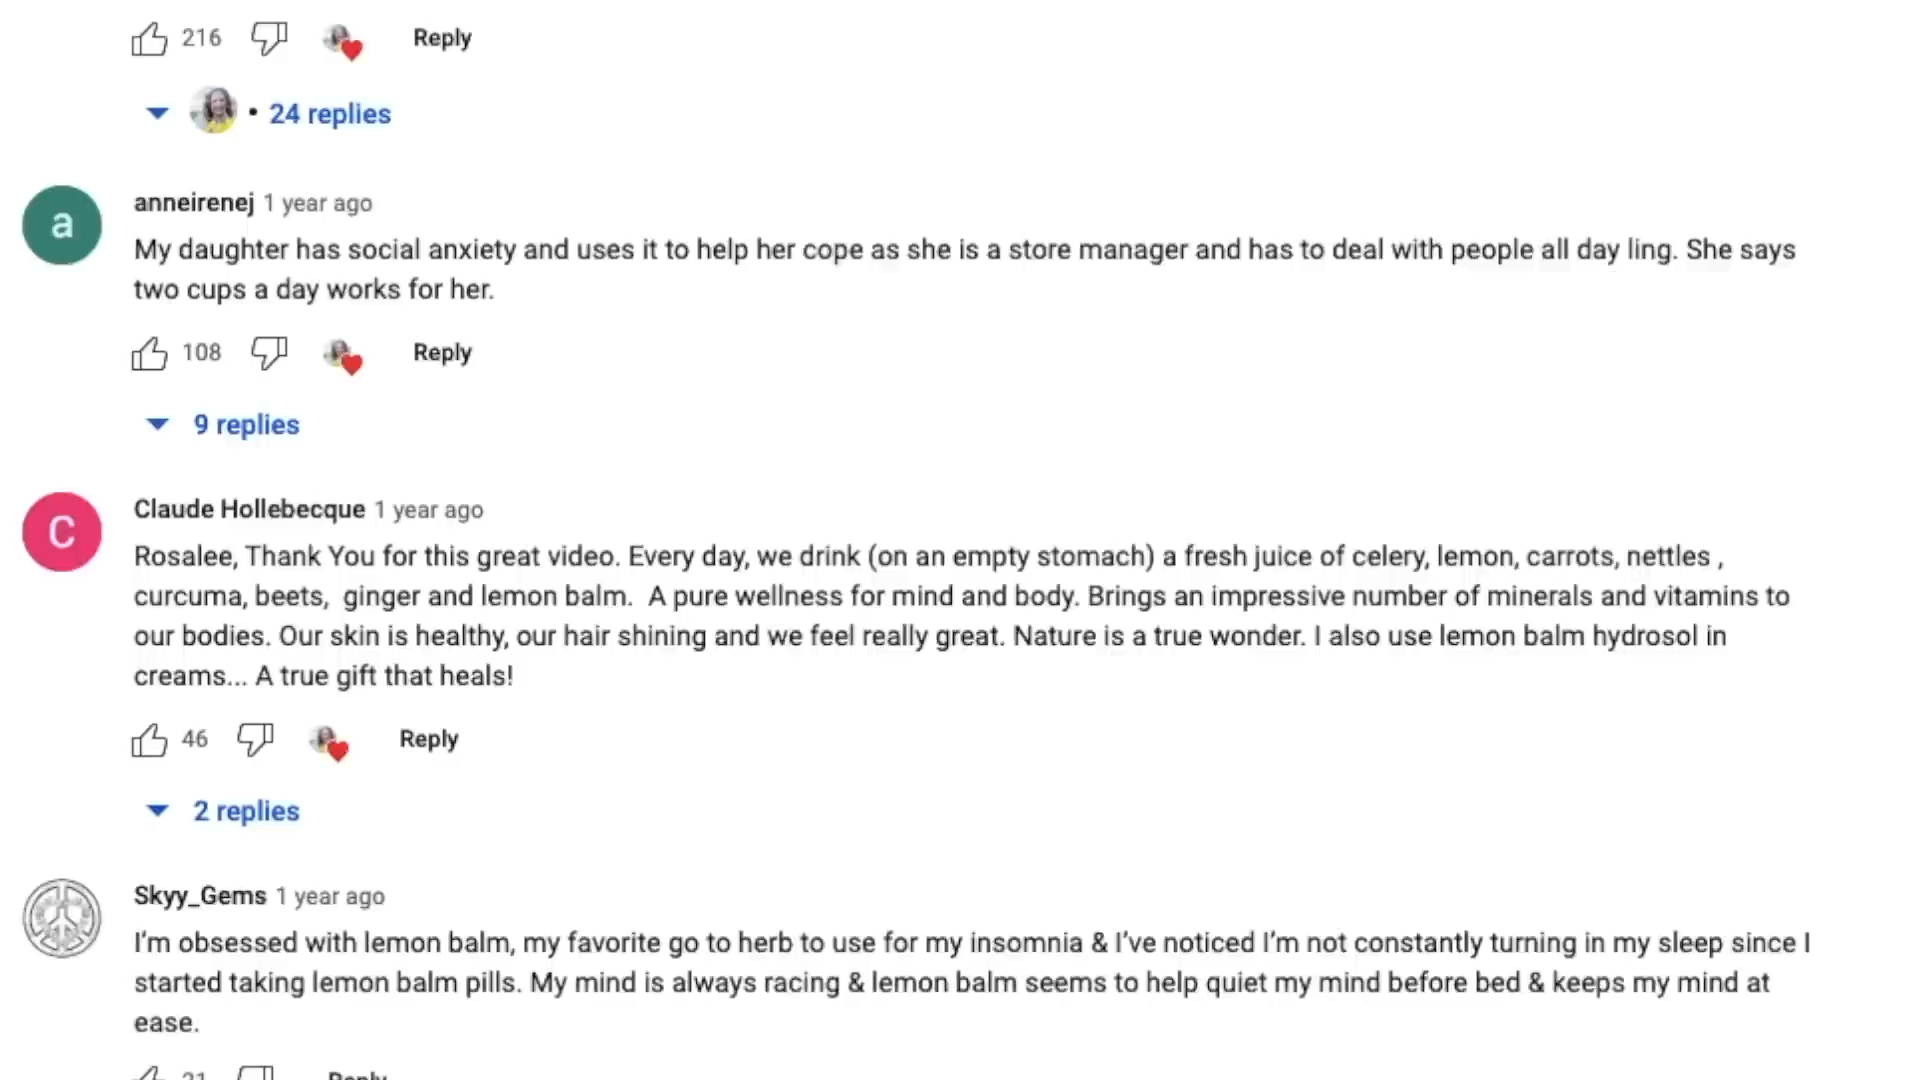 216 Reply
24 replies
a
anneirenej 1 year ago
My daughter has social anxiety and uses it to help her cope as she is a store manager and has to deal with people all day ling. She says
two cups a day works for her.
108 Reply
9 replies
C
Claude Hollebecque 1 year ago
Rosalee, Thank You for this great video. Every day, we drink (on an empty stomach) a fresh juice of celery, lemon, carrots, nettles ,
curcuma, beets,  ginger and lemon balm.  A pure wellness for mind and body. Brings an impressive number of minerals and vitamins to
our bodies. Our skin is healthy, our hair shining and we feel really great. Nature is a true wonder. I also use lemon balm hydrosol in
creams... A true gift that heals!
46 Reply
2 replies
Skyy_Gems 1 year ago
I'm obsessed with lemon balm, my favorite go to herb to use for my insomnia & I've noticed I'm not constantly turning in my sleep since I
started taking lemon balm pills. My mind is always racing & lemon balm seems to help quiet my mind before bed & keeps my mind at
ease.
Reply